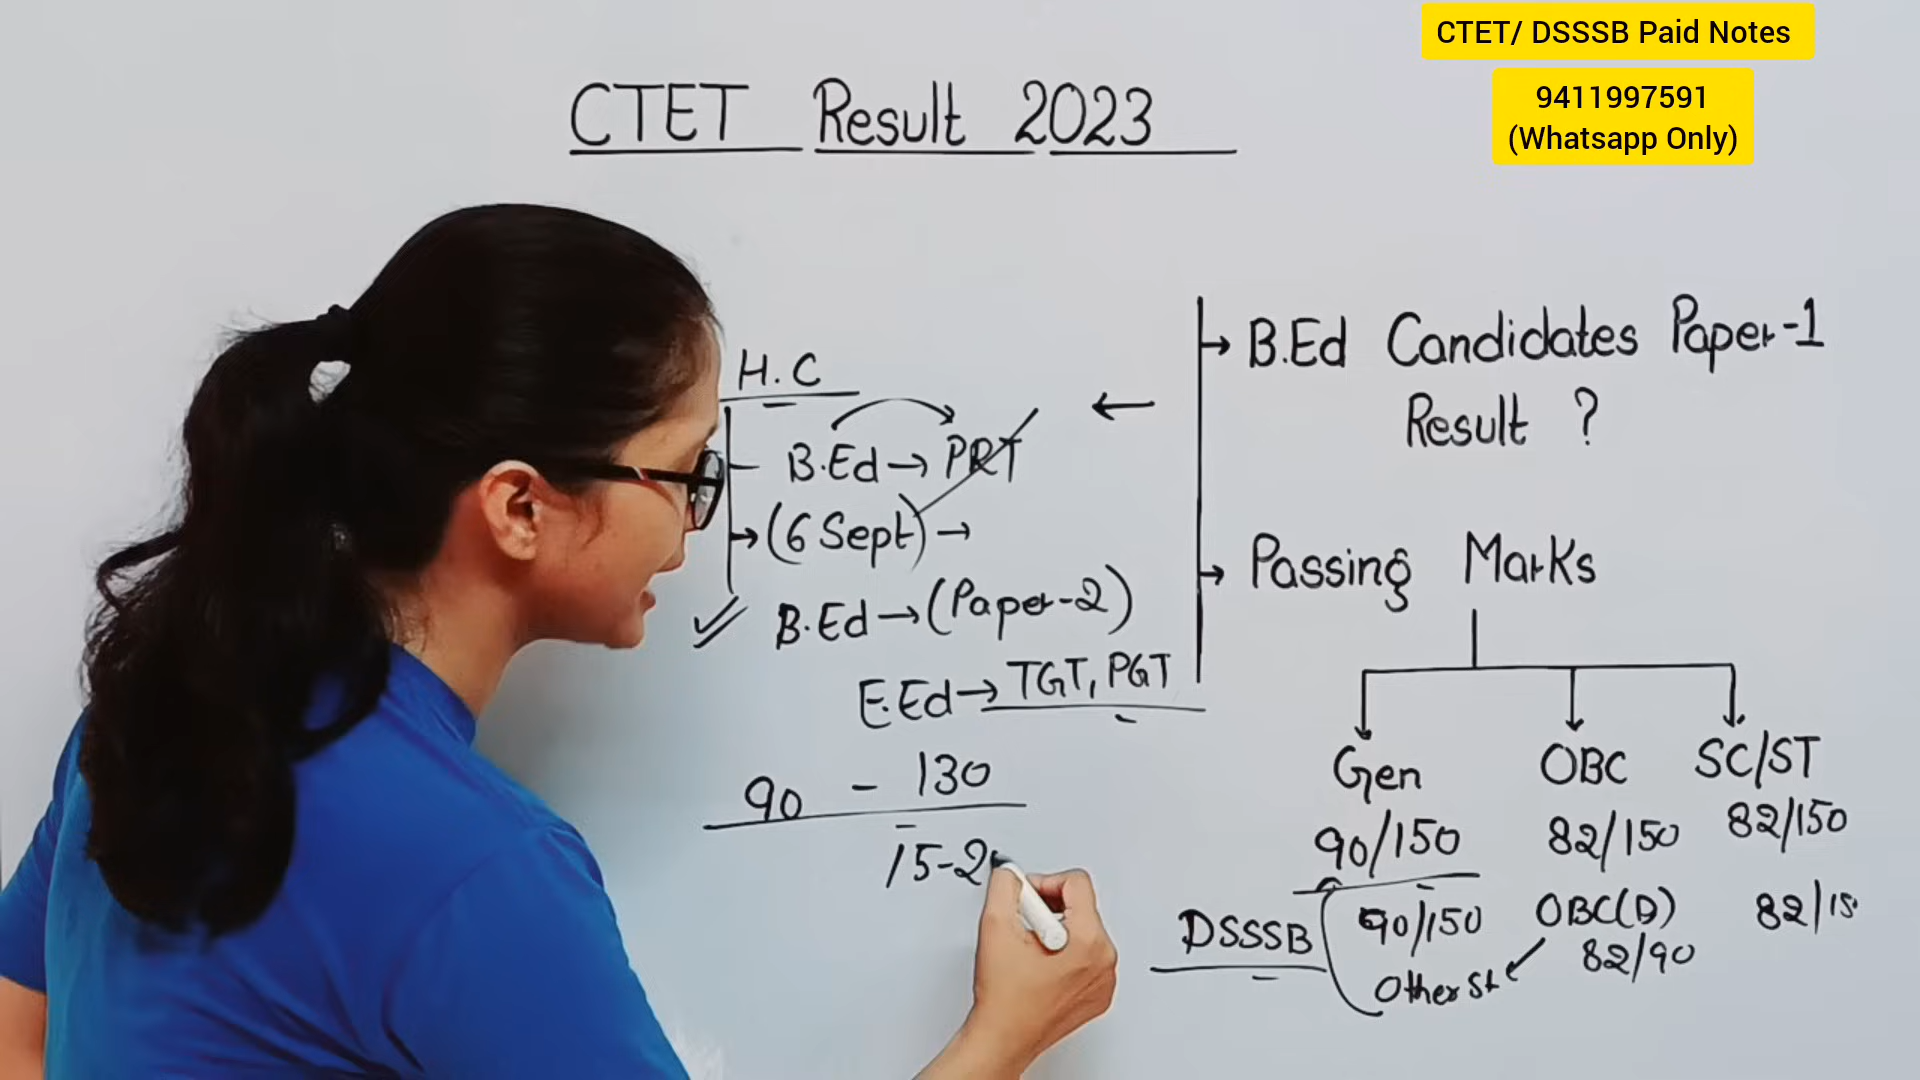 CTET/ DSSSB Paid Notes
9411997591
(Whatsapp Only)
CTET Result 2023
H.C
B.Ed → PRT
→ (6 Sept) →
B.Ed → (Paper-2)
E.Ed → TGT, PGT
90 - 130
15-2
→ B.Ed Candidates Paper-1
Result ?
→ Passing Marks
Gen OBC SC/ST
90/150 82/150 82/150
DSSSB 90/150 OBC(D) 82/15
82/90
Other St